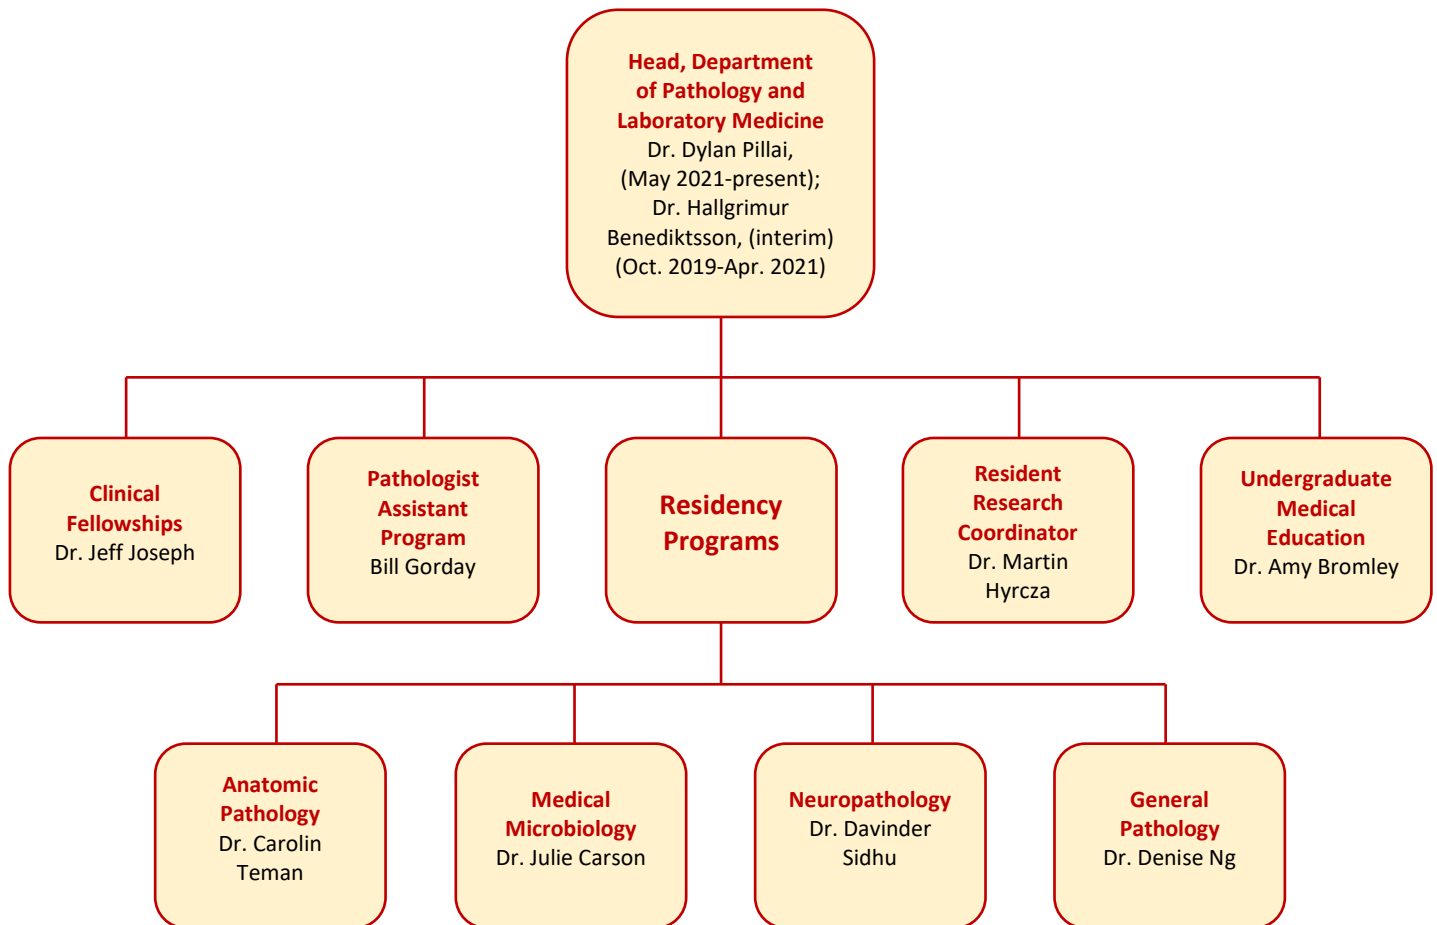 Head, Department
of Pathology and
Laboratory Medicine
Dr. Dylan Pillai,
(May 2021-present);
Dr. Hallgrimur
Benediktsson, (interim)
(Oct. 2019-Apr. 2021)
Clinical
Fellowships
Dr. Jeff Joseph
Pathologist
Assistant
Program
Bill Gorday
Residency
Programs
Resident
Research
Coordinator
Dr. Martin
Hyrcza
Undergraduate
Medical
Education
Dr. Amy Bromley
Anatomic
Pathology
Dr. Carolin
Teman
Medical
Microbiology
Dr. Julie Carson
Neuropathology
Dr. Davinder
Sidhu
General
Pathology
Dr. Denise Ng